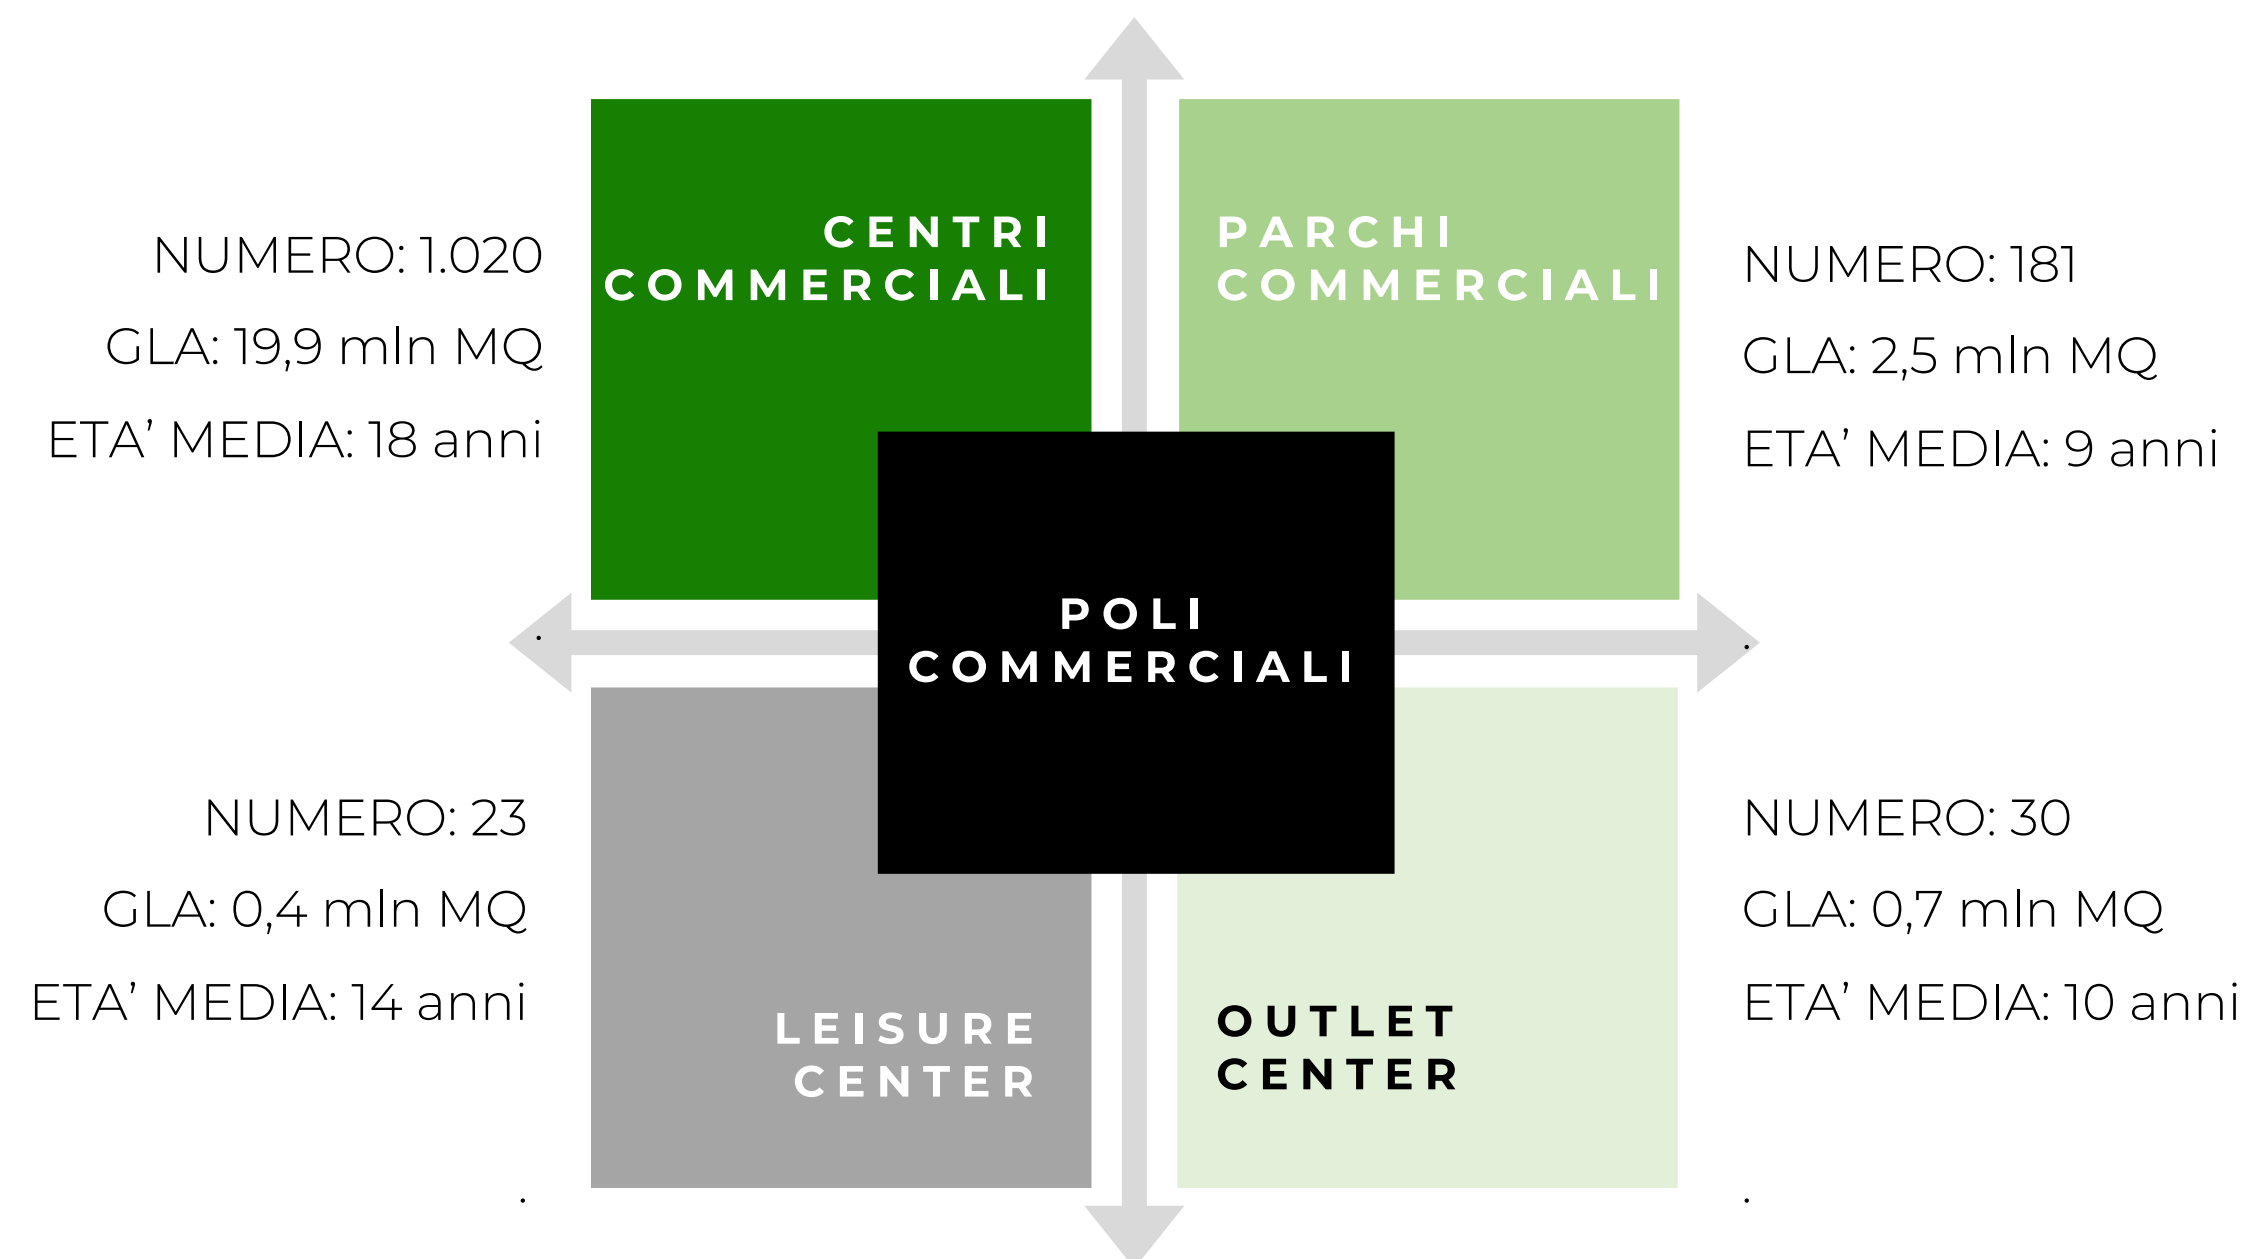 CENTRI
COMMERCIALI
NUMERO: 1.020
GLA: 19,9 mln MQ
ETA’ MEDIA: 18 anni
.
PARCHI
COMMERCIALI
NUMERO: 181
GLA: 2,5 mln MQ
ETA’ MEDIA: 9 anni
.
POLI
COMMERCIALI
NUMERO: 23
GLA: 0,4 mln MQ
ETA’ MEDIA: 14 anni
.
LEISURE
CENTER
OUTLET
CENTER
NUMERO: 30
GLA: 0,7 mln MQ
ETA’ MEDIA: 10 anni
.